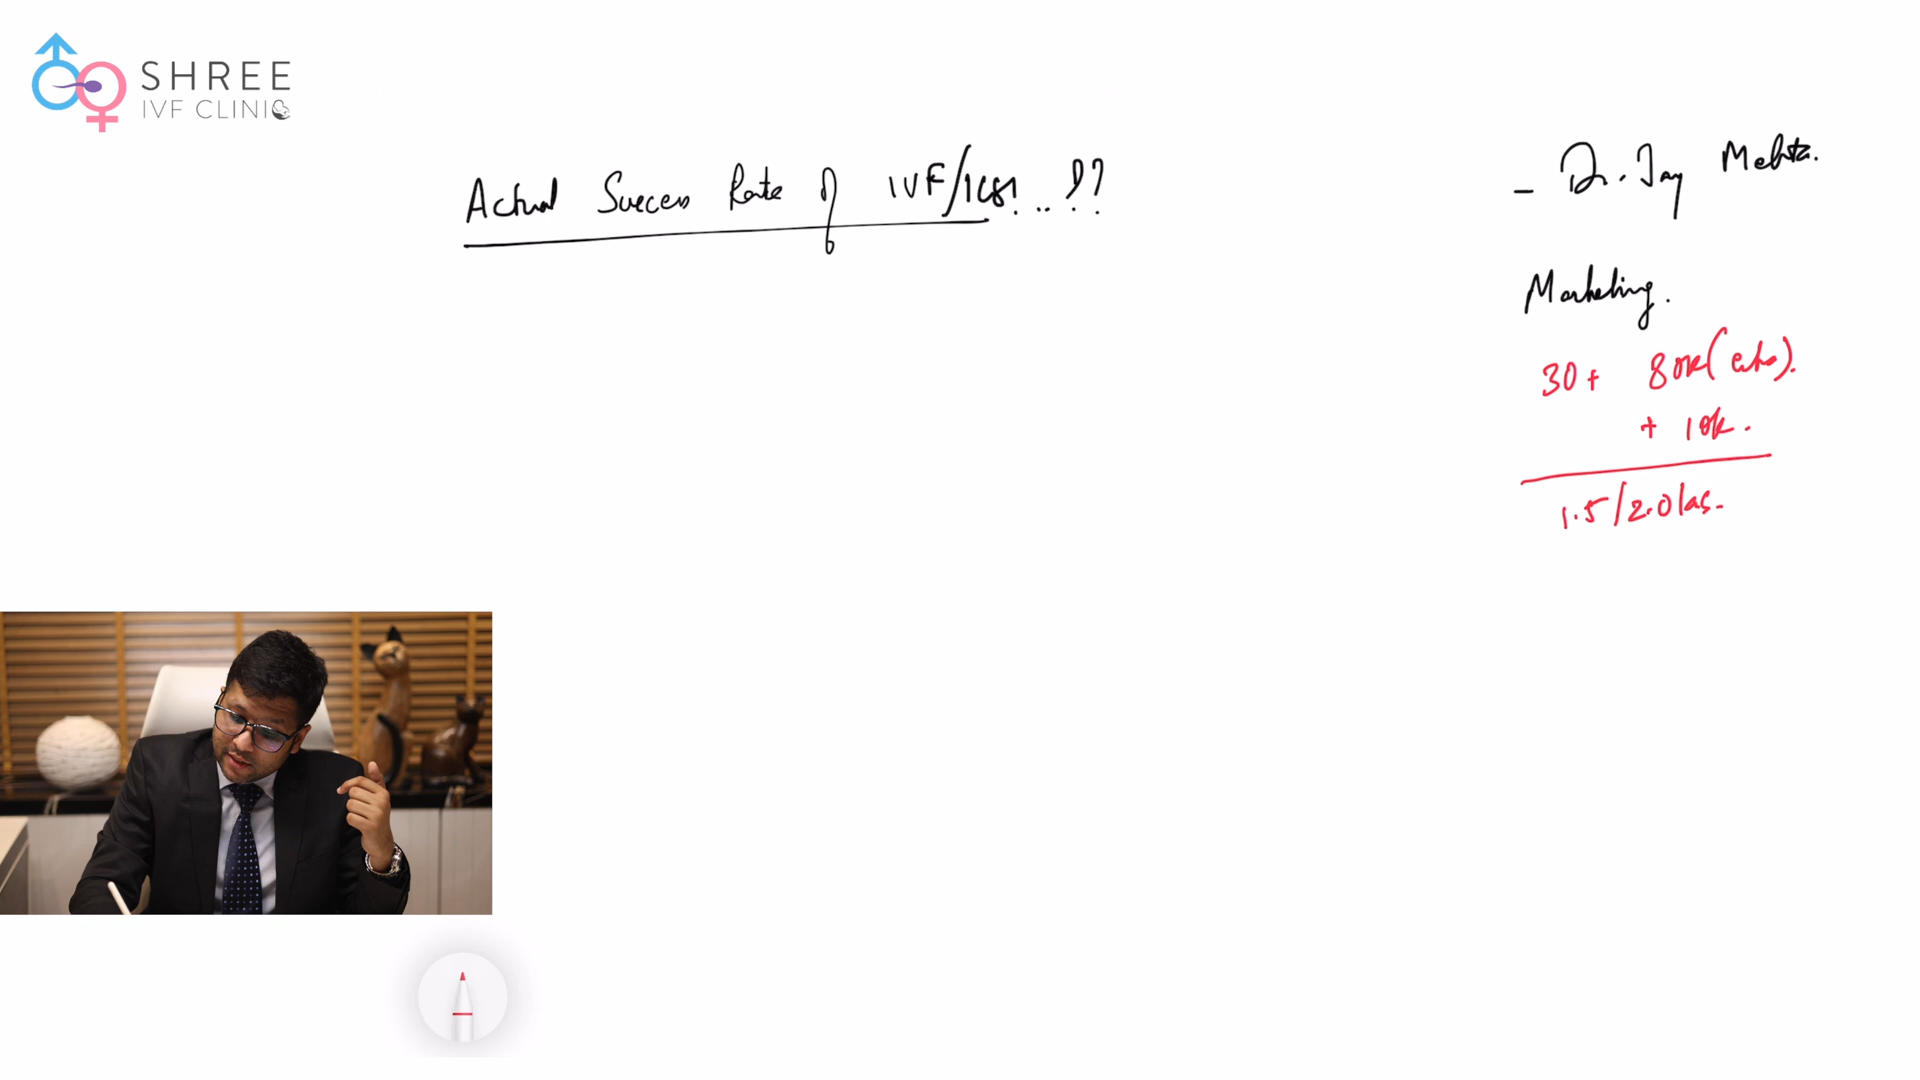 SHREE
IVF CLINIC
Actual Success Rate of IVF/ICSI...??
- Dr. Jay Mehta.
Marketing.
30+ 80k( ).
+ 10k.
1.5/2.0 lac.